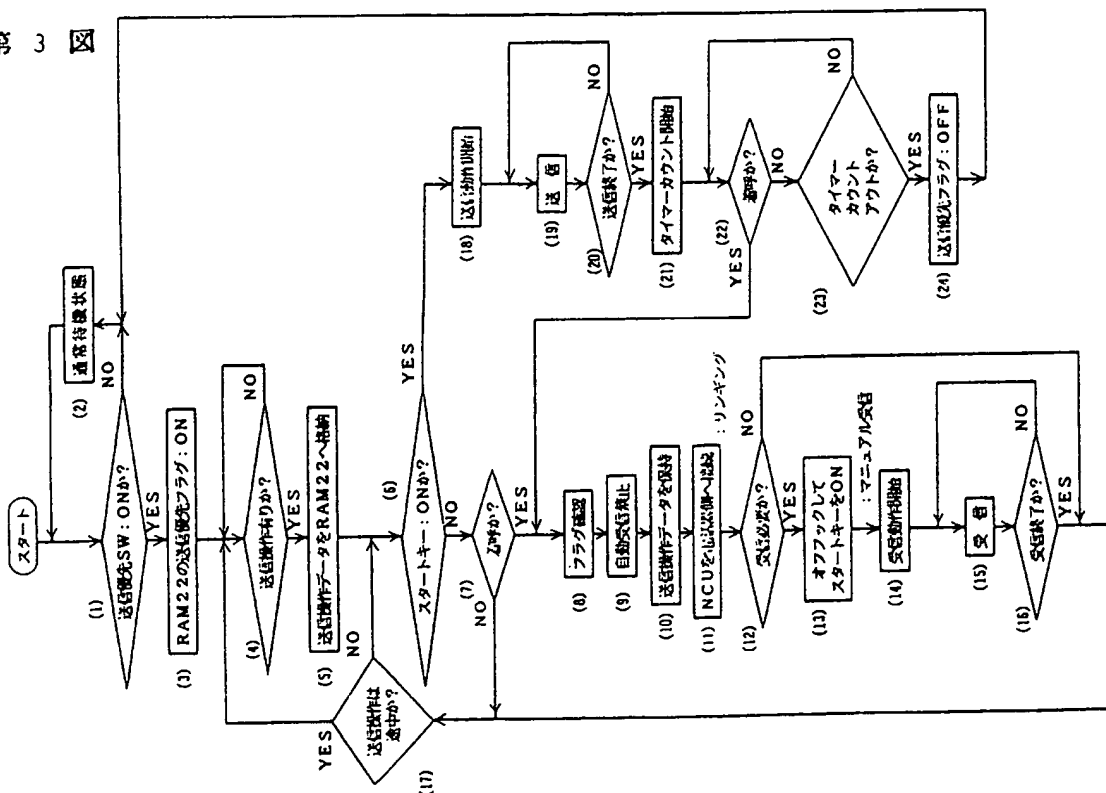 第 3 図
スタート
(1)
送信優先SW:ONか?
NO
YES
(2)
通常待機状態
(3)
RAM22の送信優先フラグ:ON
(4)
送信操作有りか?
NO
YES
(5)
送信操作データをRAM22へ格納
(6)
スタートキー:ONか?
YES
NO
(7)
着呼か?
NO
YES
(8)
フラグ確認
(9)
自動受信禁止
(10)
送信操作データを保持
(11)
NCUを電話機側へ接続
:リンギング
(12)
受信必要か?
NO
YES
(13)
オフフックして
スタートキーをON
:マニュアル受信
(14)
受信動作開始
(15)
受 信
(16)
受信終了か?
NO
YES
(17)
送信操作は
途中か?
YES
NO
(18)
送信動作開始
(19)
送 信
(20)
送信終了か?
NO
YES
(21)
タイマーカウント開始
(22)
着呼か?
YES
NO
(23)
タイマー
カウント
アウトか?
NO
YES
(24)
送信優先フラグ:OFF